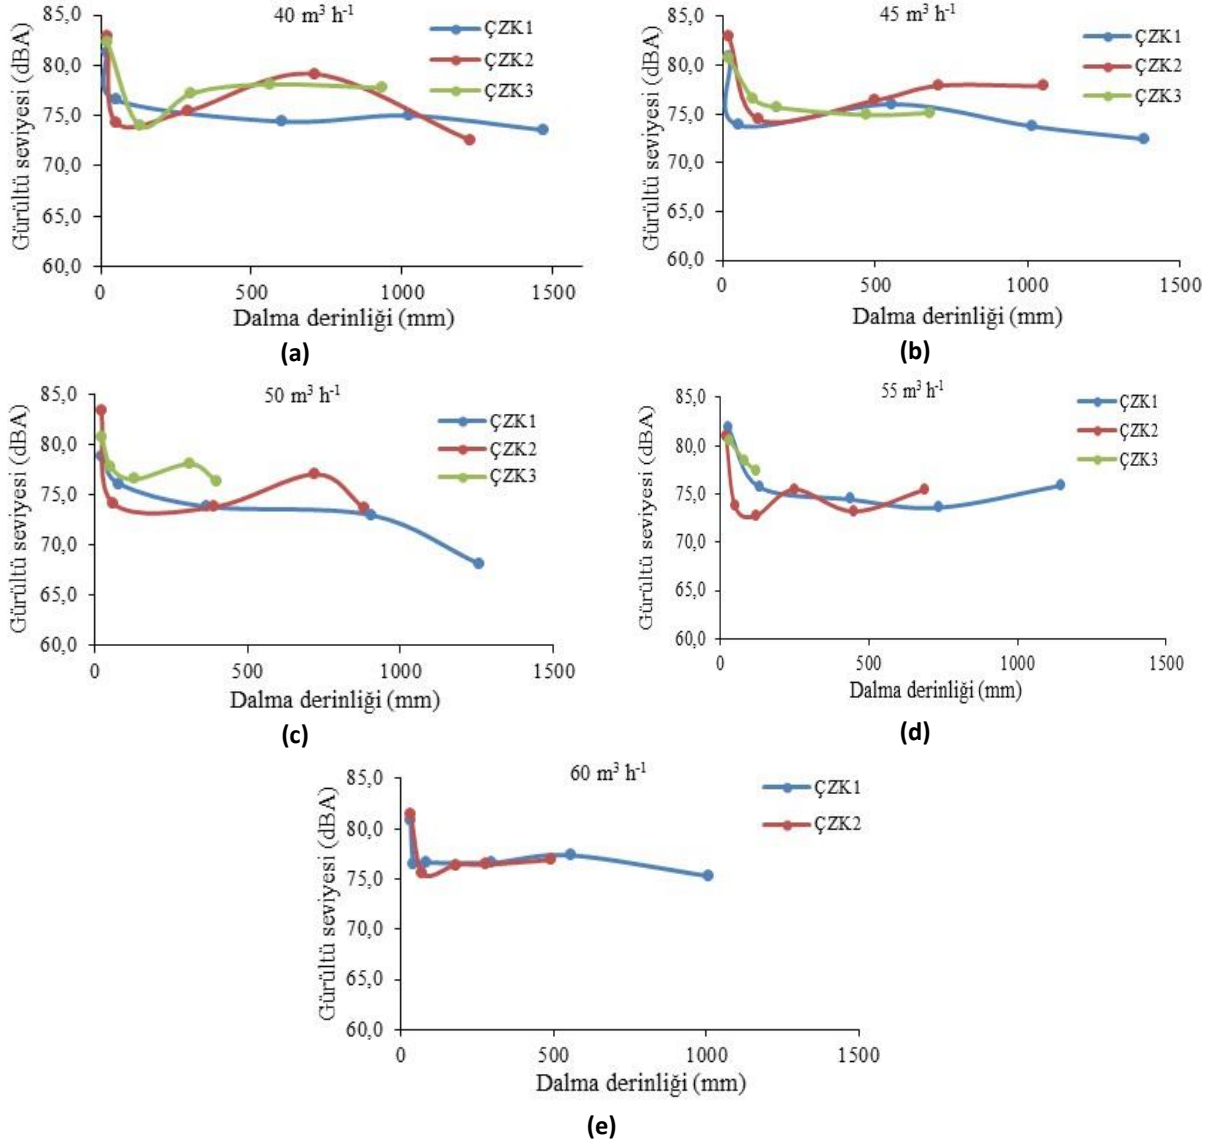 40 m³ h⁻¹
Gürültü seviyesi (dBA)
85,0
80,0
75,0
70,0
65,0
60,0
0 500 1000 1500
Dalma derinliği (mm)
ÇZK1
ÇZK2
ÇZK3
(a)
45 m³ h⁻¹
Gürültü seviyesi (dBA)
85,0
80,0
75,0
70,0
65,0
60,0
0 500 1000 1500
Dalma derinliği (mm)
ÇZK1
ÇZK2
ÇZK3
(b)
50 m³ h⁻¹
Gürültü seviyesi (dBA)
85,0
80,0
75,0
70,0
65,0
60,0
0 500 1000 1500
Dalma derinliği (mm)
ÇZK1
ÇZK2
ÇZK3
(c)
55 m³ h⁻¹
Gürültü seviyesi (dBA)
85,0
80,0
75,0
70,0
65,0
60,0
0 500 1000 1500
Dalma derinliği (mm)
ÇZK1
ÇZK2
ÇZK3
(d)
60 m³ h⁻¹
Gürültü seviyesi (dBA)
85,0
80,0
75,0
70,0
65,0
60,0
0 500 1000 1500
Dalma derinliği (mm)
ÇZK1
ÇZK2
(e)